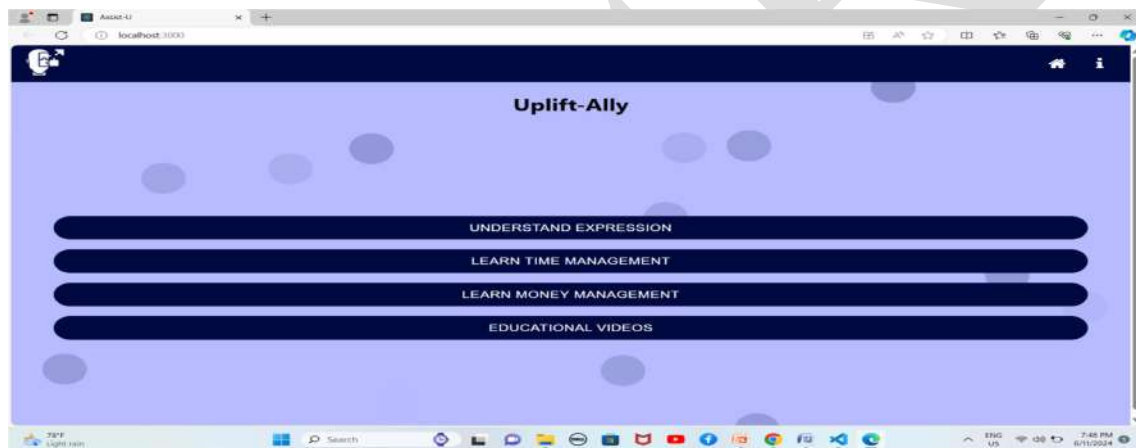 Assist-U
localhost:3000
Uplift-Ally
UNDERSTAND EXPRESSION
LEARN TIME MANAGEMENT
LEARN MONEY MANAGEMENT
EDUCATIONAL VIDEOS
78°F
Light rain
Search
ENG
US
7:48 PM
6/11/2024